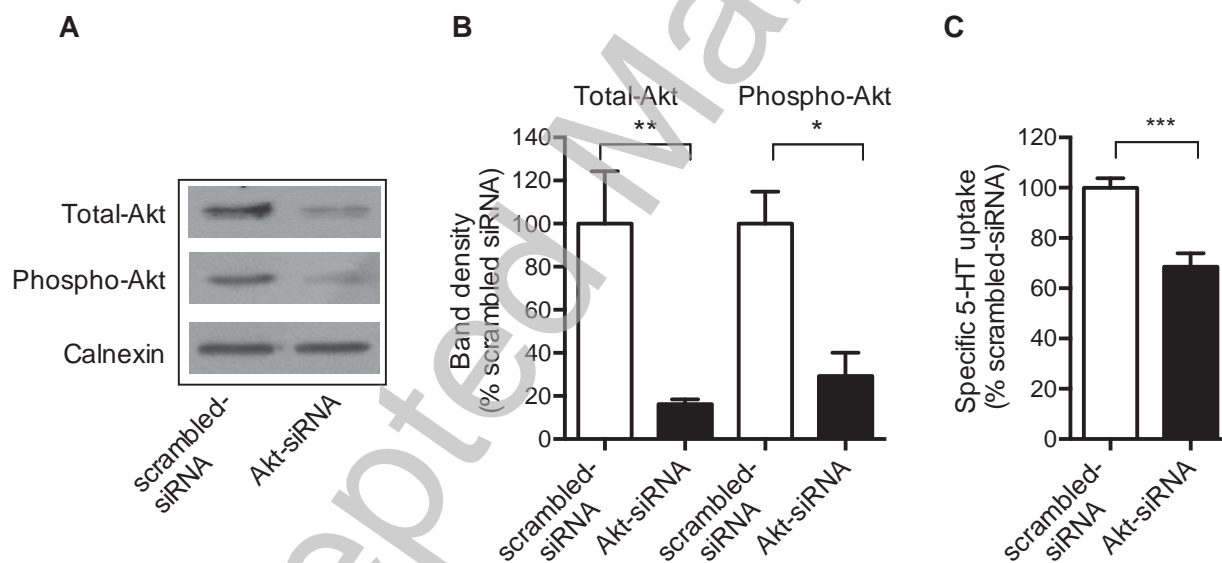 A
Total-Akt
Phospho-Akt
Calnexin
scrambled-
siRNA
Akt-siRNA
B
Total-Akt
Phospho-Akt
**
*
Band density
(% scrambled siRNA)
140
120
100
80
60
40
20
0
scrambled-
siRNA
Akt-siRNA
scrambled-
siRNA
Akt-siRNA
C
***
Specific 5-HT uptake
(% scrambled-siRNA)
120
100
80
60
40
20
0
scrambled-
siRNA
Akt-siRNA
epted Ma